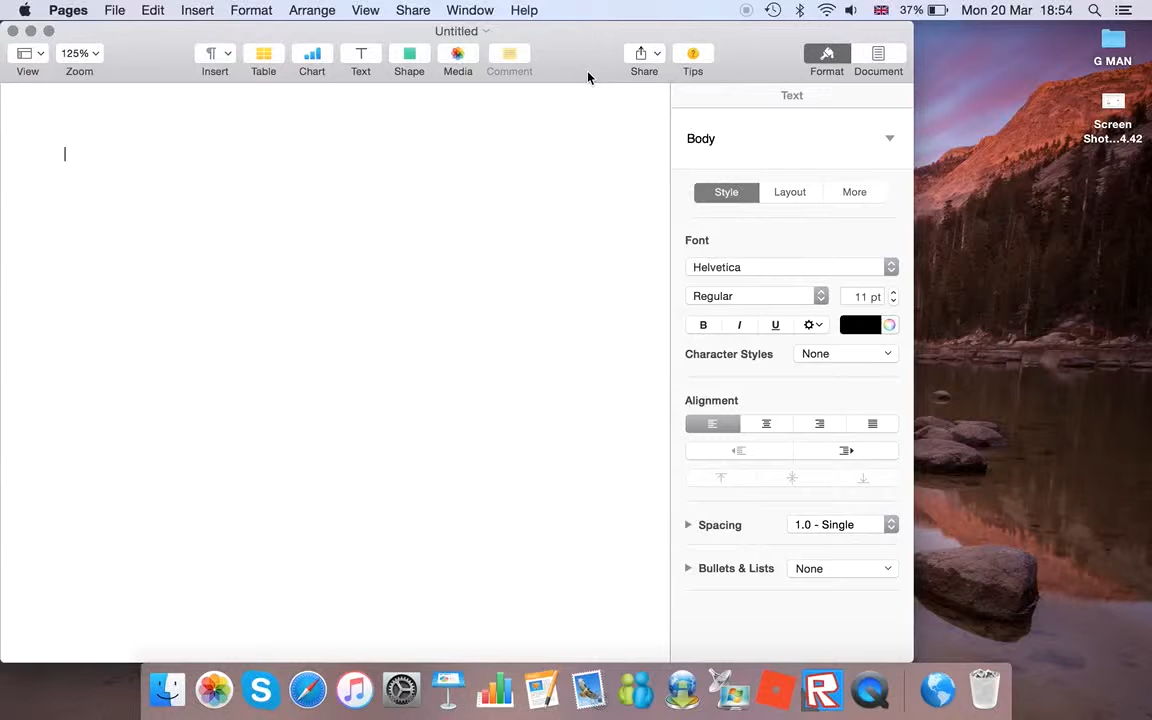 Pages File Edit Insert Format Arrange View Share Window Help 37% Mon 20 Mar 18:54
Untitled
125%
View Zoom Insert Table Chart Text Shape Media Comment Share Tips Format Document
Text
Body
Style Layout More
Font
Helvetica
Regular 11 pt
B I U
Character Styles None
Alignment
Spacing 1.0 - Single
Bullets & Lists None
G MAN
Screen
Shot...4.42